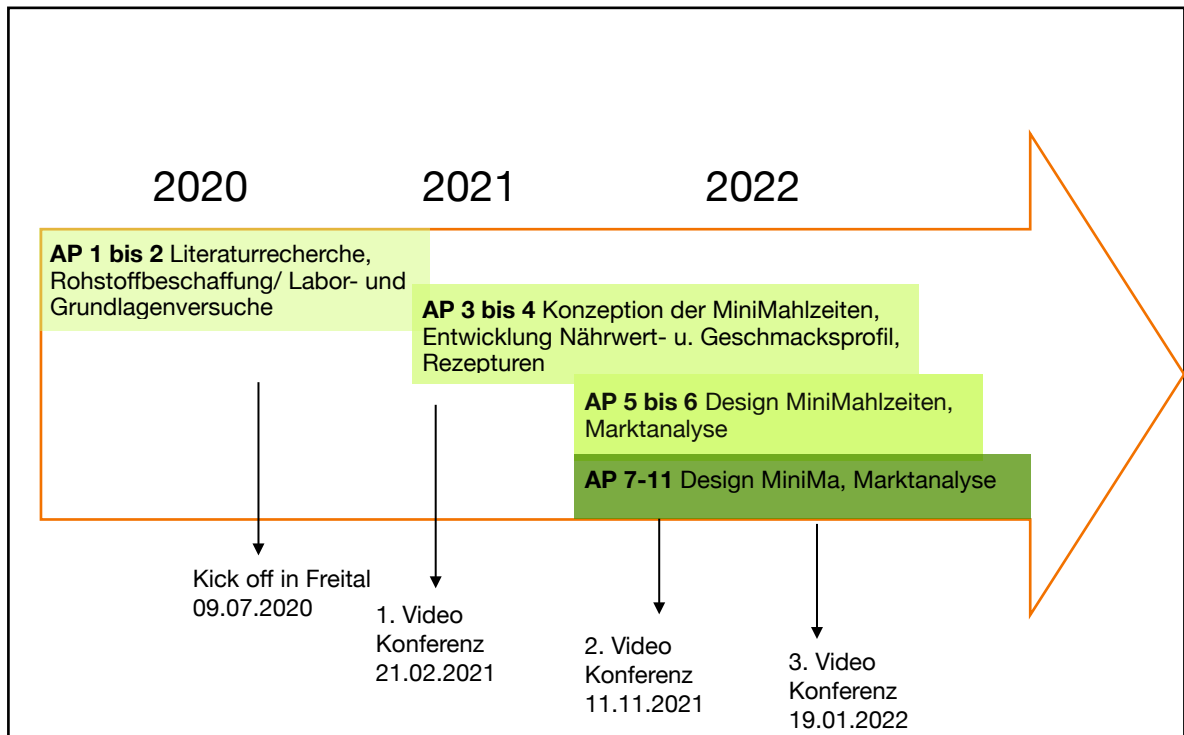 2020
2021
2022
AP 1 bis 2 Literaturrecherche,
Rohstoffbeschaffung/ Labor- und
Grundlagenversuche
AP 3 bis 4 Konzeption der MiniMahlzeiten,
Entwicklung Nährwert- u. Geschmacksprofil,
Rezepturen
AP 5 bis 6 Design MiniMahlzeiten,
Marktanalyse
AP 7-11 Design MiniMa, Marktanalyse
Kick off in Freital
09.07.2020
1. Video
Konferenz
21.02.2021
2. Video
Konferenz
11.11.2021
3. Video
Konferenz
19.01.2022